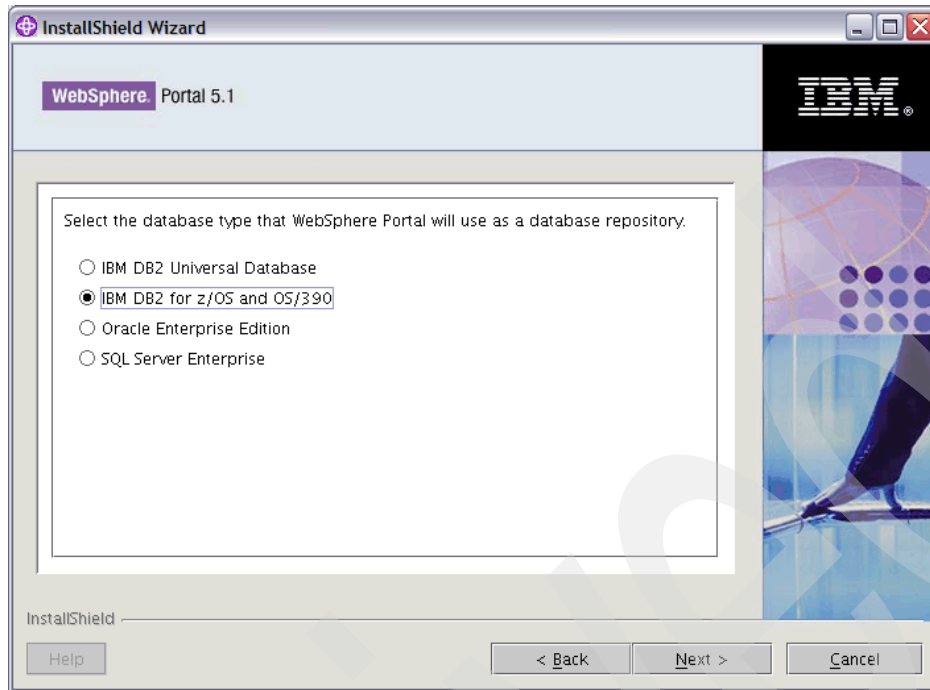 InstallShield Wizard
WebSphere. Portal 5.1
IBM®
Select the database type that WebSphere Portal will use as a database repository.
IBM DB2 Universal Database
IBM DB2 for z/OS and OS/390
Oracle Enterprise Edition
SQL Server Enterprise
InstallShield
Help
< Back
Next >
Cancel